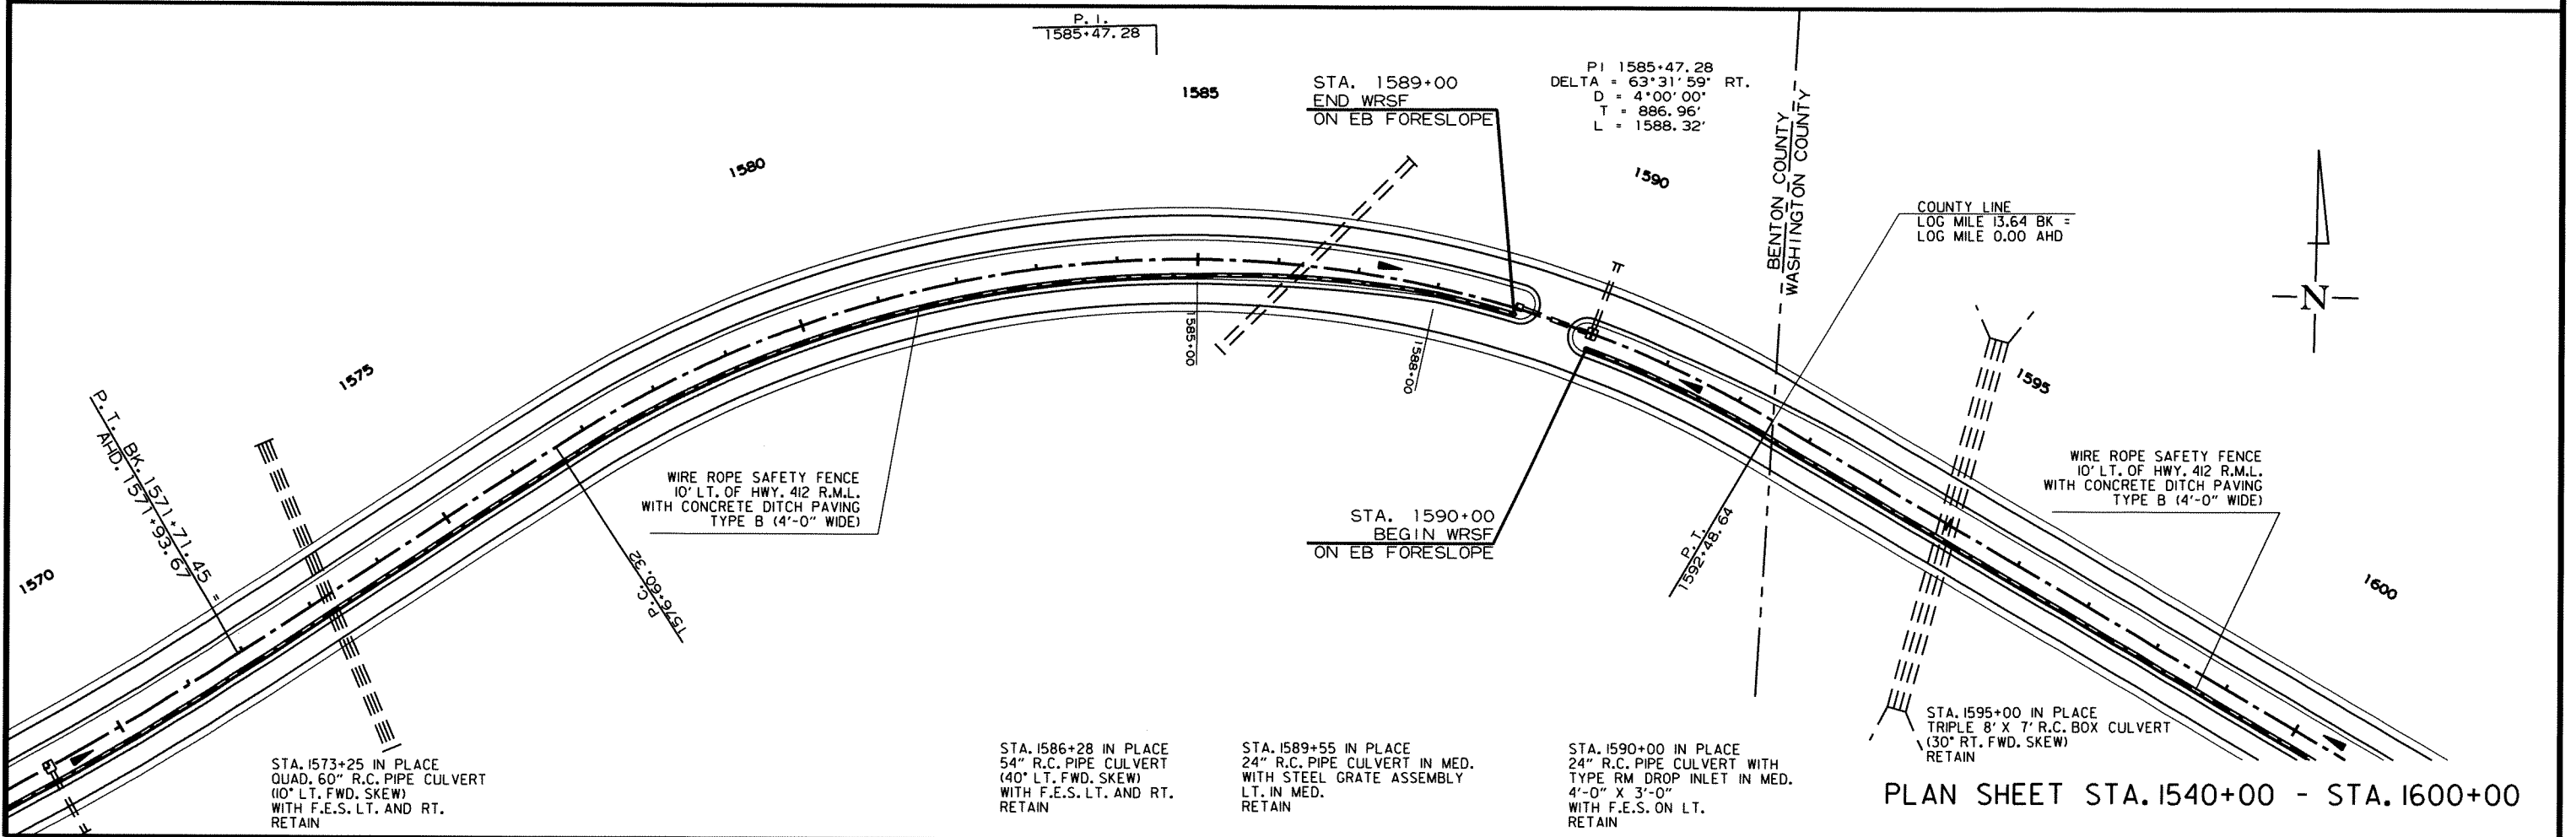 P. I.
1585+47.28
1585
STA. 1589+00
END WRSF
ON EB FORESLOPE
PI 1585+47.28
DELTA = 63°31'59" RT.
D = 4°00'00"
T = 886.96'
L = 1588.32'
1580
1590
BENTON COUNTY
WASHINGTON COUNTY
COUNTY LINE
LOG MILE 13.64 BK =
LOG MILE 0.00 AHD
N
1575
1595
1585+00
1588+00
P. T. BK. 1571+71.45 =
AHD. 1571+93.67
1570
WIRE ROPE SAFETY FENCE
10' LT. OF HWY. 412 R.M.L.
WITH CONCRETE DITCH PAVING
TYPE B (4'-0" WIDE)
P.C.
1576+60.32
STA. 1590+00
BEGIN WRSF
ON EB FORESLOPE
P.T.
1592+48.64
WIRE ROPE SAFETY FENCE
10' LT. OF HWY. 412 R.M.L.
WITH CONCRETE DITCH PAVING
TYPE B (4'-0" WIDE)
1600
STA. 1573+25 IN PLACE
QUAD. 60" R.C. PIPE CULVERT
(10° LT. FWD. SKEW)
WITH F.E.S. LT. AND RT.
RETAIN
STA. 1586+28 IN PLACE
54" R.C. PIPE CULVERT
(40° LT. FWD. SKEW)
WITH F.E.S. LT. AND RT.
RETAIN
STA. 1589+55 IN PLACE
24" R.C. PIPE CULVERT IN MED.
WITH STEEL GRATE ASSEMBLY
LT. IN MED.
RETAIN
STA. 1590+00 IN PLACE
24" R.C. PIPE CULVERT WITH
TYPE RM DROP INLET IN MED.
4'-0" X 3'-0"
WITH F.E.S. ON LT.
RETAIN
STA. 1595+00 IN PLACE
TRIPLE 8' X 7' R.C. BOX CULVERT
(30° RT. FWD. SKEW)
RETAIN
PLAN SHEET STA. 1540+00 - STA. 1600+00